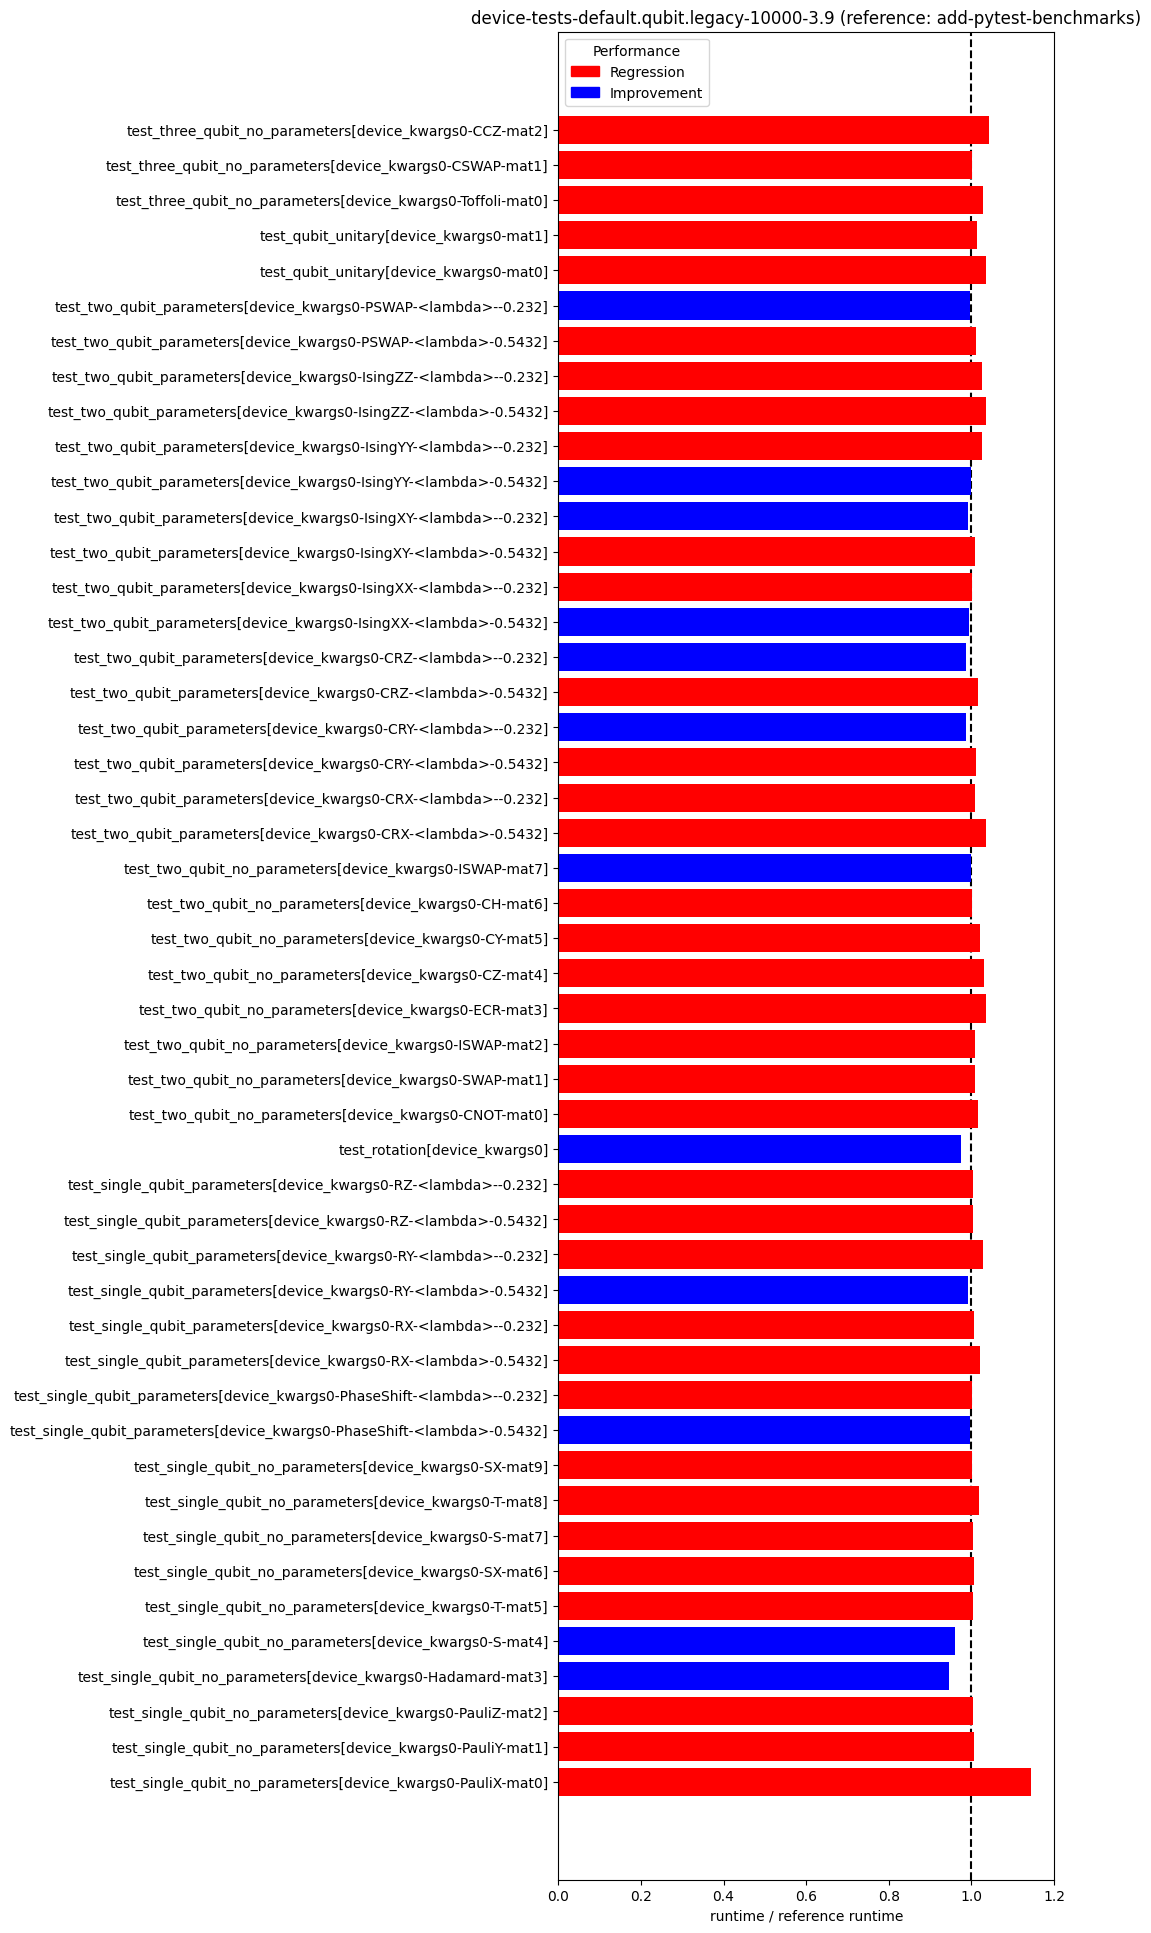 device-tests-default.qubit.legacy-10000-3.9 (reference: add-pytest-benchmarks)
Performance
Regression
Improvement
test_three_qubit_no_parameters[device_kwargs0-CCZ-mat2]
test_three_qubit_no_parameters[device_kwargs0-CSWAP-mat1]
test_three_qubit_no_parameters[device_kwargs0-Toffoli-mat0]
test_qubit_unitary[device_kwargs0-mat1]
test_qubit_unitary[device_kwargs0-mat0]
test_two_qubit_parameters[device_kwargs0-PSWAP-<lambda>--0.232]
test_two_qubit_parameters[device_kwargs0-PSWAP-<lambda>-0.5432]
test_two_qubit_parameters[device_kwargs0-IsingZZ-<lambda>--0.232]
test_two_qubit_parameters[device_kwargs0-IsingZZ-<lambda>-0.5432]
test_two_qubit_parameters[device_kwargs0-IsingYY-<lambda>--0.232]
test_two_qubit_parameters[device_kwargs0-IsingYY-<lambda>-0.5432]
test_two_qubit_parameters[device_kwargs0-IsingXY-<lambda>--0.232]
test_two_qubit_parameters[device_kwargs0-IsingXY-<lambda>-0.5432]
test_two_qubit_parameters[device_kwargs0-IsingXX-<lambda>--0.232]
test_two_qubit_parameters[device_kwargs0-IsingXX-<lambda>-0.5432]
test_two_qubit_parameters[device_kwargs0-CRZ-<lambda>--0.232]
test_two_qubit_parameters[device_kwargs0-CRZ-<lambda>-0.5432]
test_two_qubit_parameters[device_kwargs0-CRY-<lambda>--0.232]
test_two_qubit_parameters[device_kwargs0-CRY-<lambda>-0.5432]
test_two_qubit_parameters[device_kwargs0-CRX-<lambda>--0.232]
test_two_qubit_parameters[device_kwargs0-CRX-<lambda>-0.5432]
test_two_qubit_no_parameters[device_kwargs0-ISWAP-mat7]
test_two_qubit_no_parameters[device_kwargs0-CH-mat6]
test_two_qubit_no_parameters[device_kwargs0-CY-mat5]
test_two_qubit_no_parameters[device_kwargs0-CZ-mat4]
test_two_qubit_no_parameters[device_kwargs0-ECR-mat3]
test_two_qubit_no_parameters[device_kwargs0-ISWAP-mat2]
test_two_qubit_no_parameters[device_kwargs0-SWAP-mat1]
test_two_qubit_no_parameters[device_kwargs0-CNOT-mat0]
test_rotation[device_kwargs0]
test_single_qubit_parameters[device_kwargs0-RZ-<lambda>--0.232]
test_single_qubit_parameters[device_kwargs0-RZ-<lambda>-0.5432]
test_single_qubit_parameters[device_kwargs0-RY-<lambda>--0.232]
test_single_qubit_parameters[device_kwargs0-RY-<lambda>-0.5432]
test_single_qubit_parameters[device_kwargs0-RX-<lambda>--0.232]
test_single_qubit_parameters[device_kwargs0-RX-<lambda>-0.5432]
test_single_qubit_parameters[device_kwargs0-PhaseShift-<lambda>--0.232]
test_single_qubit_parameters[device_kwargs0-PhaseShift-<lambda>-0.5432]
test_single_qubit_no_parameters[device_kwargs0-SX-mat9]
test_single_qubit_no_parameters[device_kwargs0-T-mat8]
test_single_qubit_no_parameters[device_kwargs0-S-mat7]
test_single_qubit_no_parameters[device_kwargs0-SX-mat6]
test_single_qubit_no_parameters[device_kwargs0-T-mat5]
test_single_qubit_no_parameters[device_kwargs0-S-mat4]
test_single_qubit_no_parameters[device_kwargs0-Hadamard-mat3]
test_single_qubit_no_parameters[device_kwargs0-PauliZ-mat2]
test_single_qubit_no_parameters[device_kwargs0-PauliY-mat1]
test_single_qubit_no_parameters[device_kwargs0-PauliX-mat0]
0.0 0.2 0.4 0.6 0.8 1.0 1.2
runtime / reference runtime